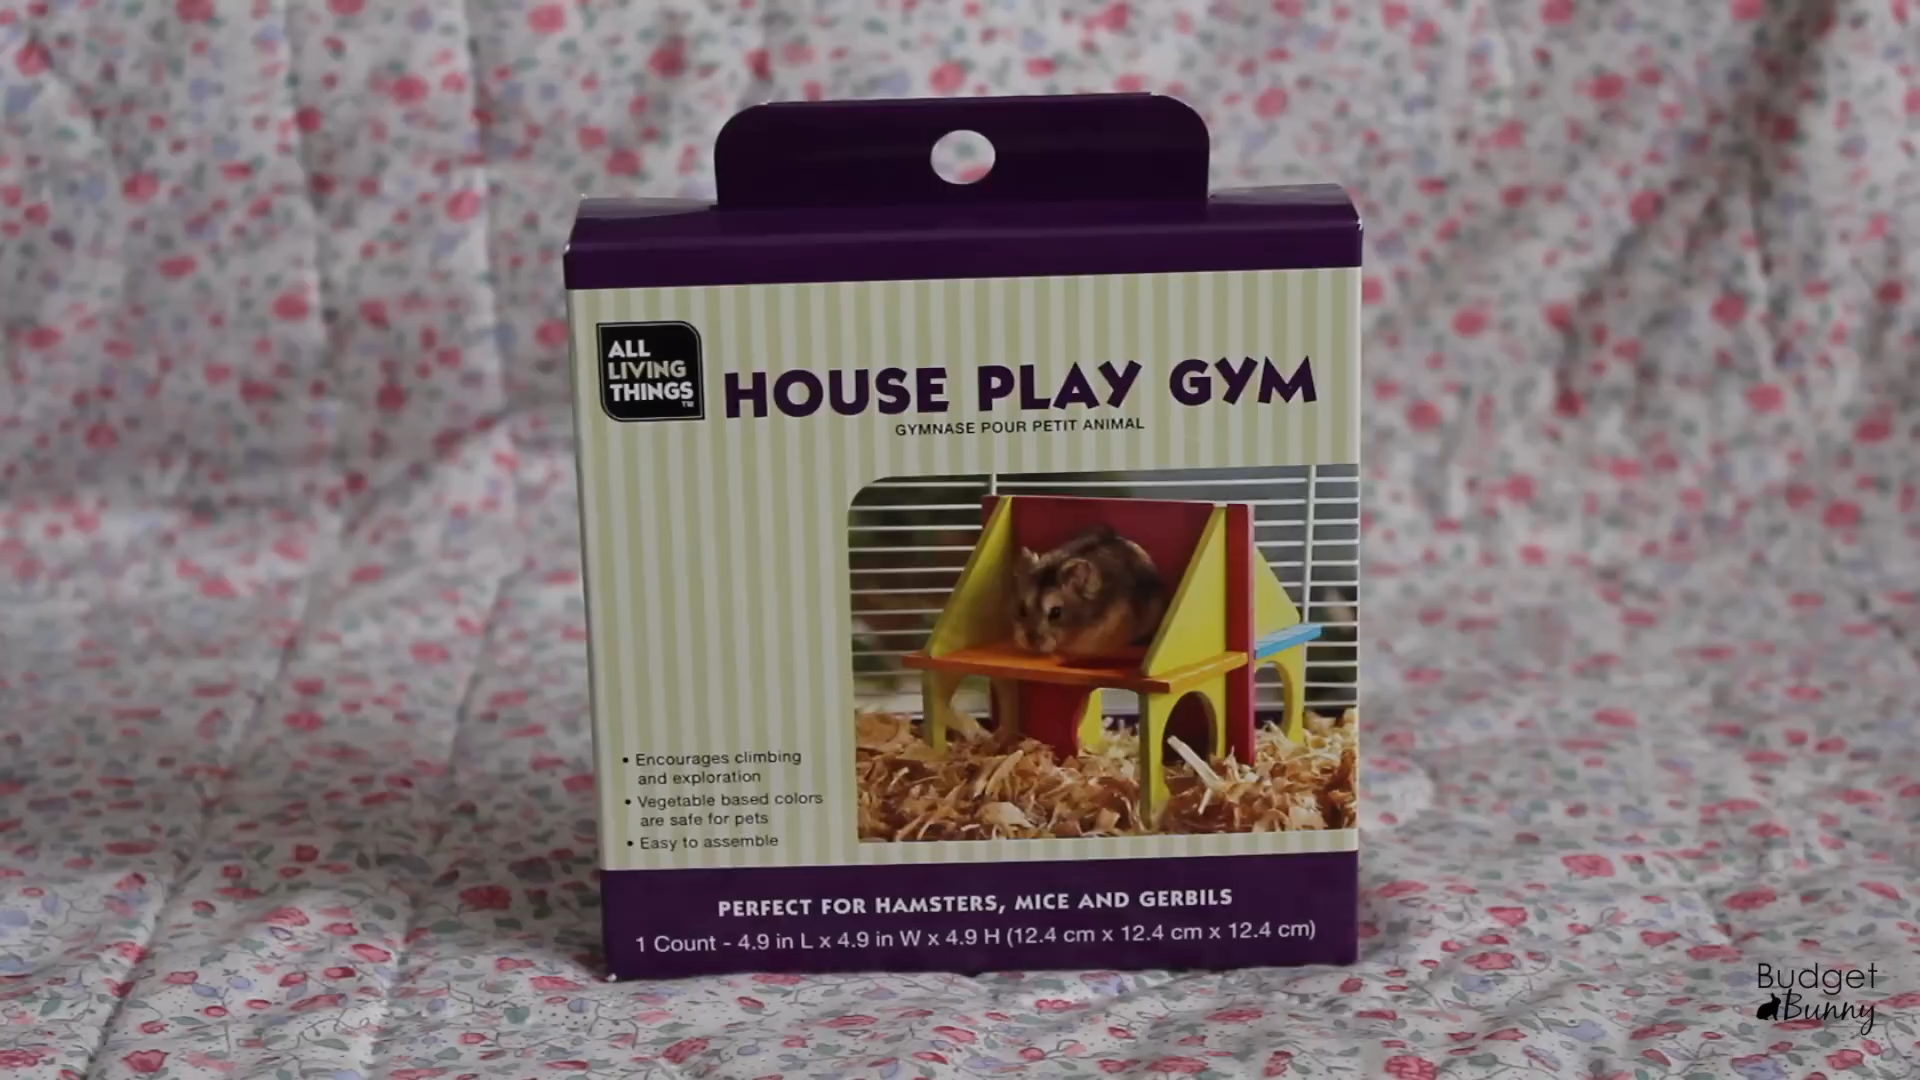 ALL
LIVING
THINGS™
HOUSE PLAY GYM
GYMNASE POUR PETIT ANIMAL
• Encourages climbing
and exploration
• Vegetable based colors
are safe for pets
• Easy to assemble
PERFECT FOR HAMSTERS, MICE AND GERBILS
1 Count - 4.9 in L x 4.9 in W x 4.9 H (12.4 cm x 12.4 cm x 12.4 cm)
Budget
Bunny